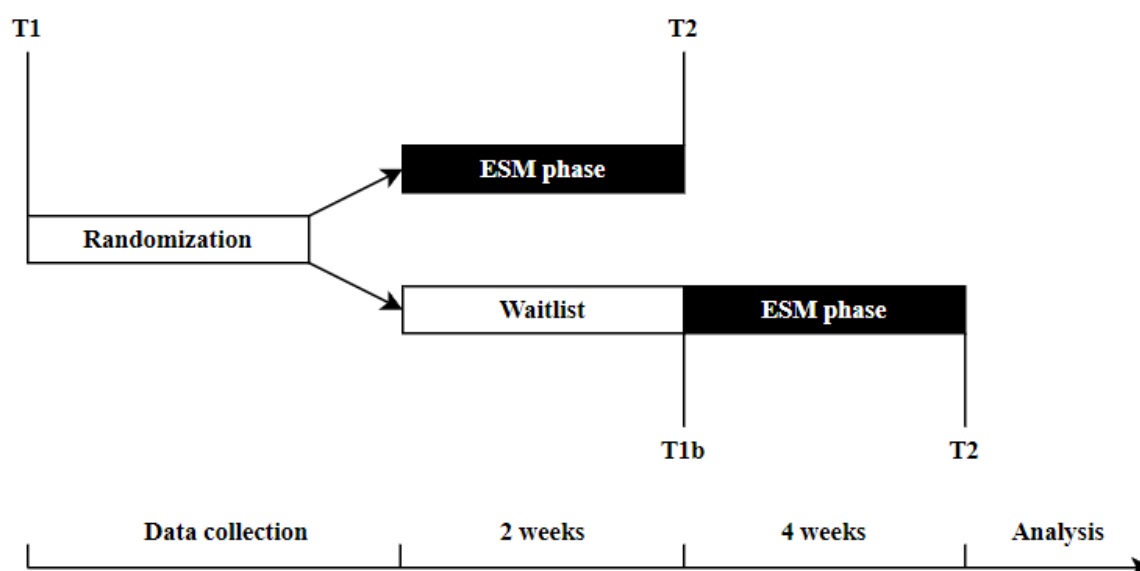 T1
T2
ESM phase
Randomization
Waitlist
ESM phase
T1b
T2
Data collection
2 weeks
4 weeks
Analysis